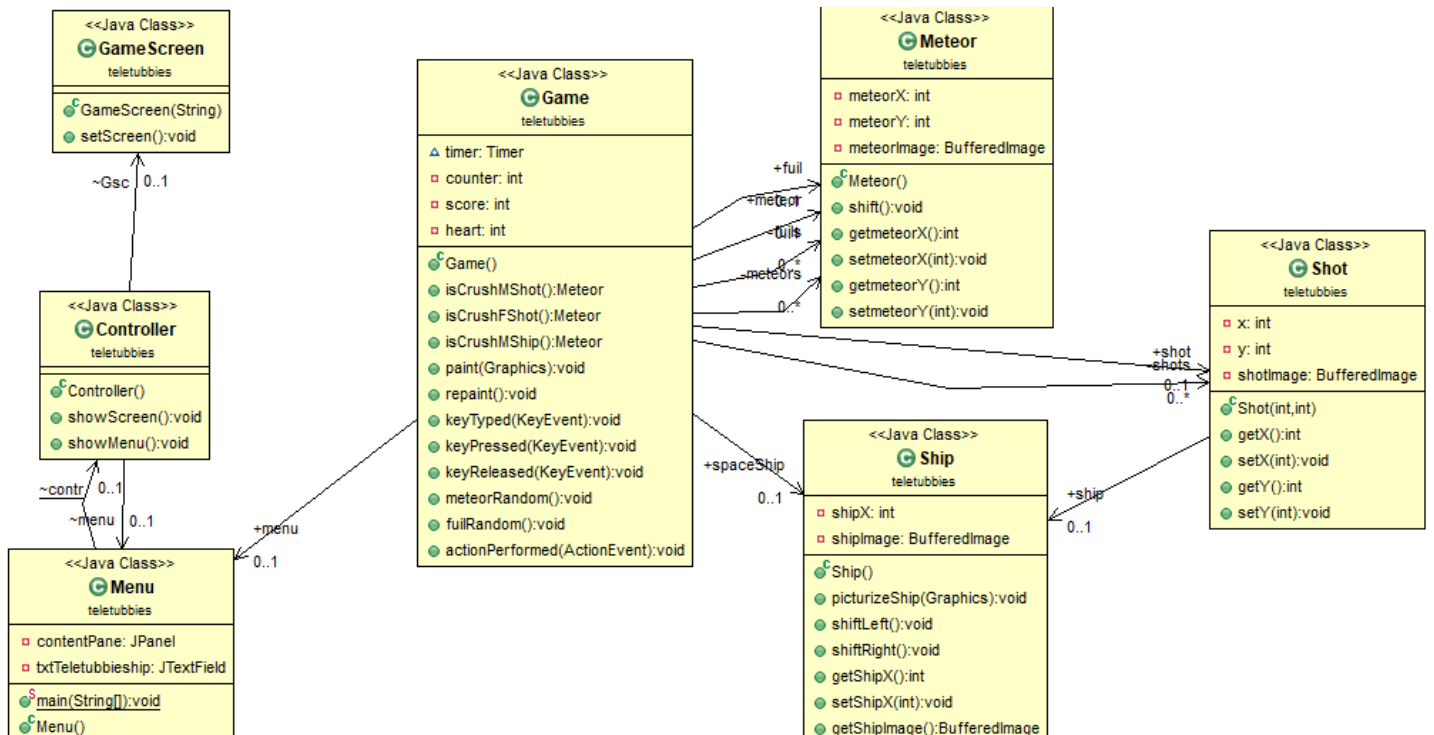 <<Java Class>>
GameScreen
teletubbies
GameScreen(String)
setScreen():void
~Gsc
0..1
<<Java Class>>
Controller
teletubbies
Controller()
showScreen():void
showMenu():void
~contr
0..1
~menu
0..1
<<Java Class>>
Menu
teletubbies
contentPane: JPanel
txtTeletubbieship: JTextField
main(String[]):void
Menu()
<<Java Class>>
Game
teletubbies
timer: Timer
counter: int
score: int
heart: int
Game()
isCrushMShot():Meteor
isCrushFShot():Meteor
isCrushMShip():Meteor
paint(Graphics):void
repaint():void
keyTyped(KeyEvent):void
keyPressed(KeyEvent):void
keyReleased(KeyEvent):void
meteorRandom():void
fuilRandom():void
actionPerformed(ActionEvent):void
+menu
0..1
<<Java Class>>
Meteor
teletubbies
meteorX: int
meteorY: int
meteorImage: BufferedImage
Meteor()
shift():void
getmeteorX():int
setmeteorX(int):void
getmeteorY():int
setmeteorY(int):void
+fuil
+meteor
0..1
-fuils
0..*
-meteors
0..*
+shot
-shots
0..1
0..*
<<Java Class>>
Shot
teletubbies
x: int
y: int
shotImage: BufferedImage
Shot(int,int)
getX():int
setX(int):void
getY():int
setY(int):void
+spaceShip
0..1
+ship
0..1
<<Java Class>>
Ship
teletubbies
shipX: int
shipImage: BufferedImage
Ship()
picturizeShip(Graphics):void
shiftLeft():void
shiftRight():void
getShipX():int
setShipX(int):void
getShipImage():BufferedImage